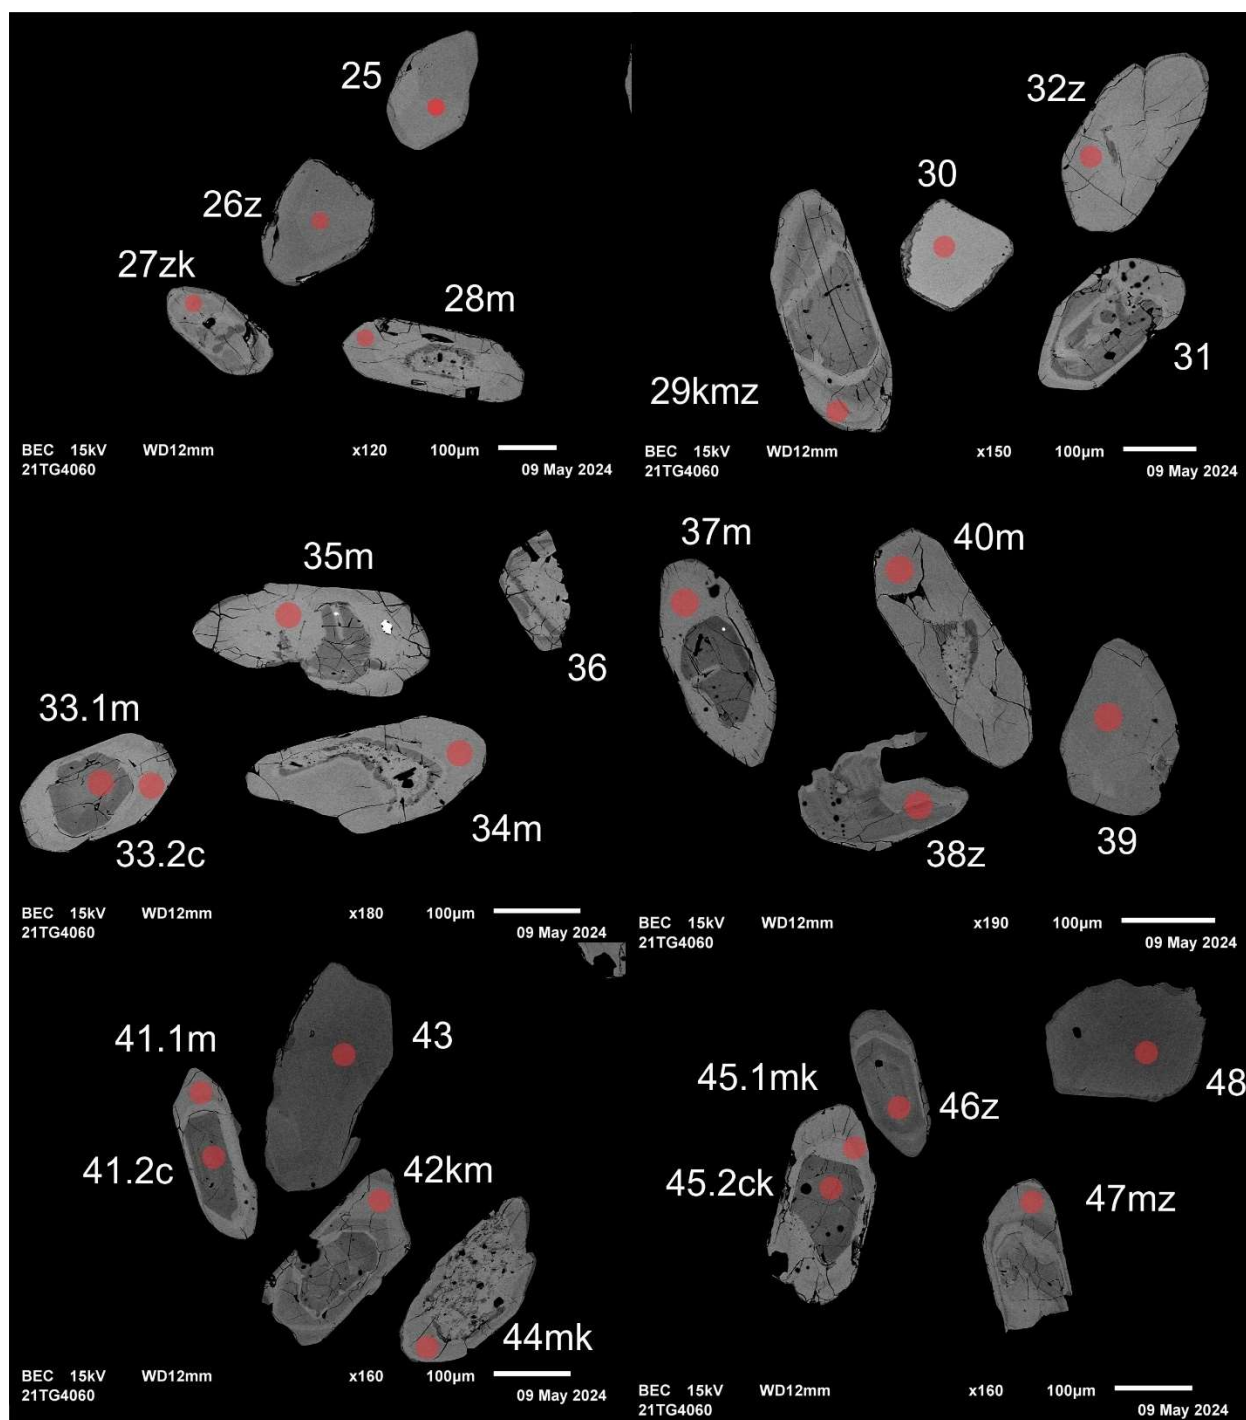 25
26z
27zk
28m
BEC 15kV WD12mm x120 100µm
21TG4060 09 May 2024
32z
30
31
29kmz
BEC 15kV WD12mm x150 100µm
21TG4060 09 May 2024
35m
36
33.1m
33.2c
34m
BEC 15kV WD12mm x180 100µm
21TG4060 09 May 2024
37m
40m
38z
39
BEC 15kV WD12mm x190 100µm
21TG4060 09 May 2024
41.1m
43
41.2c
42km
44mk
BEC 15kV WD12mm x160 100µm
21TG4060 09 May 2024
45.1mk
46z
48
45.2ck
47mz
BEC 15kV WD12mm x160 100µm
21TG4060 09 May 2024